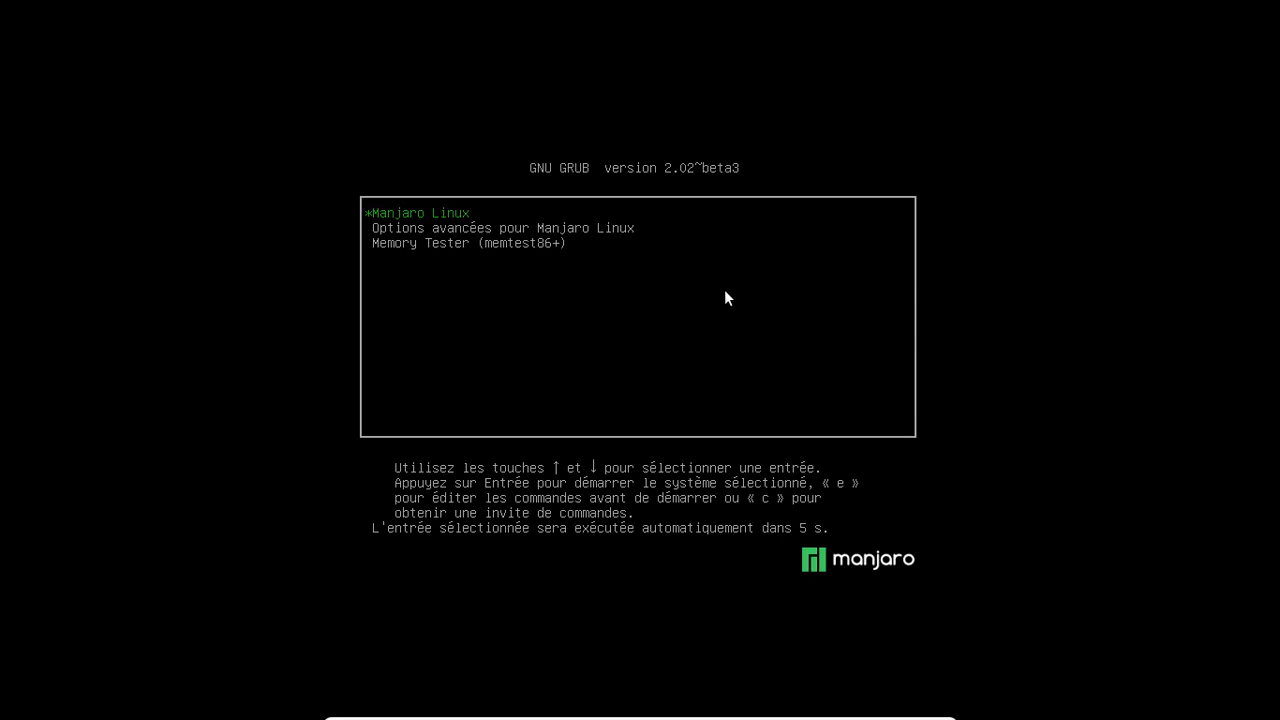 GNU GRUB  version 2.02~beta3
*Manjaro Linux
Options avancées pour Manjaro Linux
Memory Tester (memtest86+)
Utilisez les touches ↑ et ↓ pour sélectionner une entrée.
Appuyez sur Entrée pour démarrer le système sélectionné, « e »
pour éditer les commandes avant de démarrer ou « c » pour
obtenir une invite de commandes.
L'entrée sélectionnée sera exécutée automatiquement dans 5 s.
manjaro